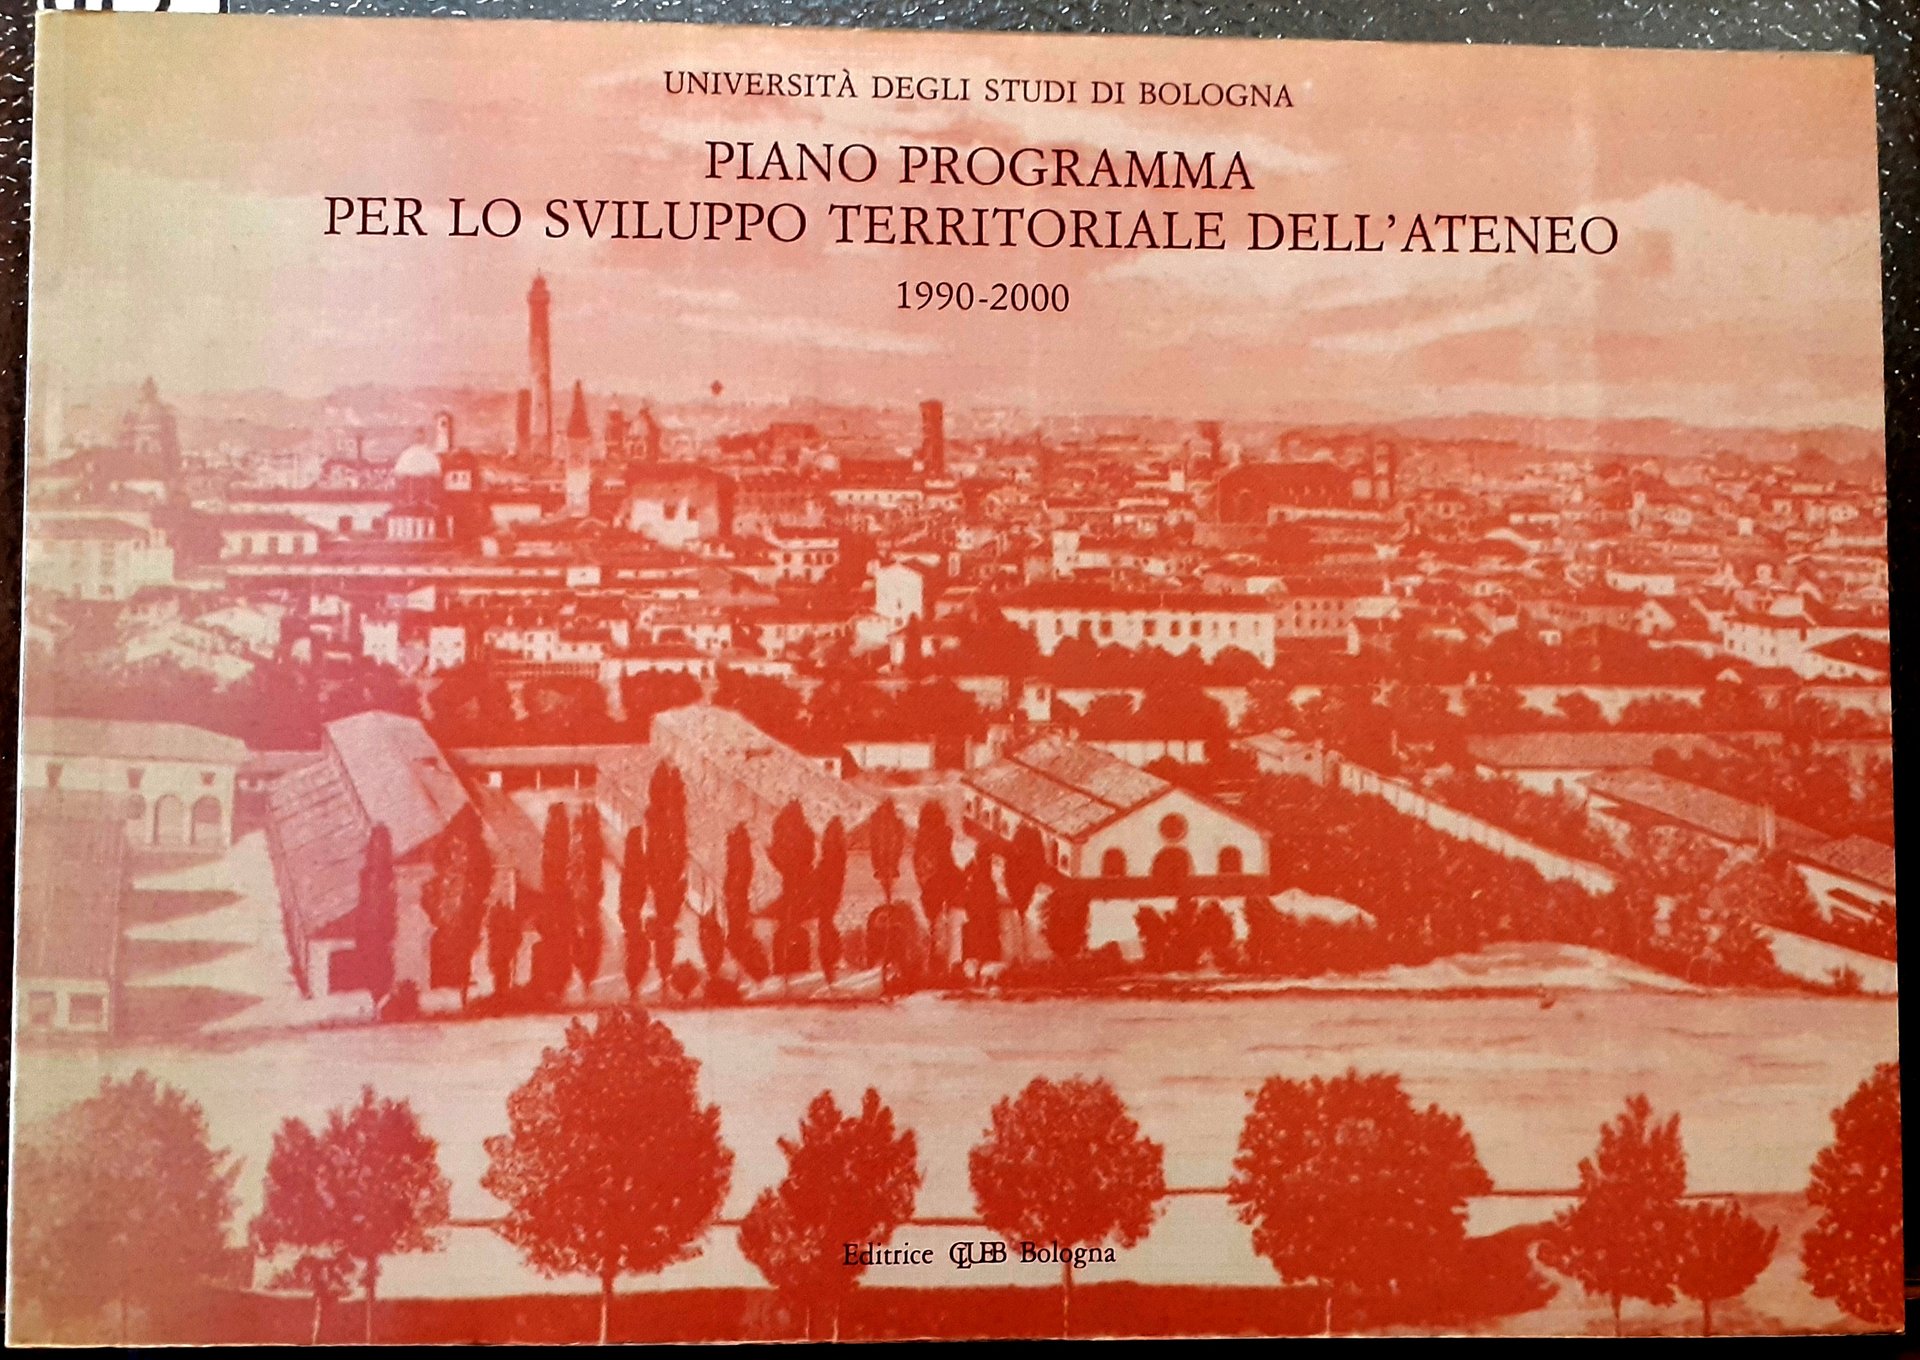 UNIVERSITÀ DEGLI STUDI DI BOLOGNA
PIANO PROGRAMMA
PER LO SVILUPPO TERRITORIALE DELL'ATENEO
1990-2000
Editrice CLUEB Bologna